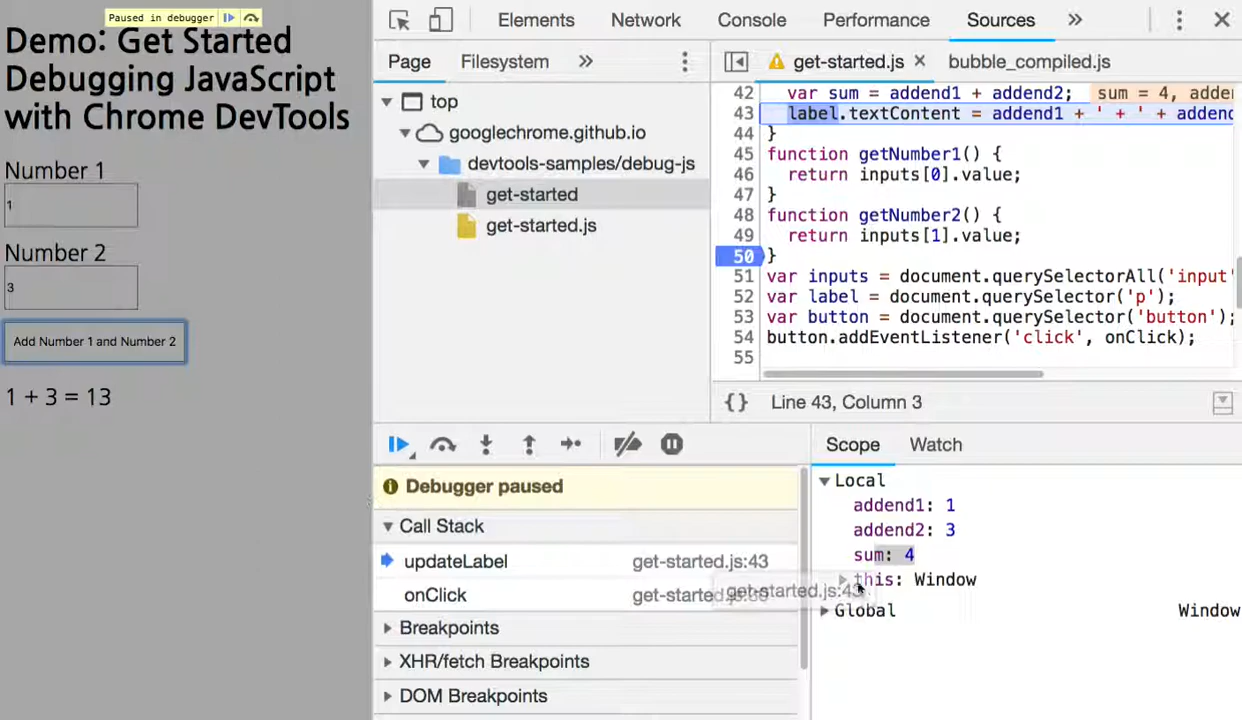 Paused in debugger
Demo: Get Started
Debugging JavaScript
with Chrome DevTools
Number 1
1
Number 2
3
Add Number 1 and Number 2
1 + 3 = 13
Elements Network Console Performance Sources »
Page Filesystem »
top
googlechrome.github.io
devtools-samples/debug-js
get-started
get-started.js
get-started.js × bubble_compiled.js
42 var sum = addend1 + addend2; sum = 4, adden
43 label.textContent = addend1 + ' + ' + addend
44 }
45 function getNumber1() {
46 return inputs[0].value;
47 }
48 function getNumber2() {
49 return inputs[1].value;
50 }
51 var inputs = document.querySelectorAll('input'
52 var label = document.querySelector('p');
53 var button = document.querySelector('button');
54 button.addEventListener('click', onClick);
55
{} Line 43, Column 3
Debugger paused
Call Stack
updateLabel get-started.js:43
onClick
Breakpoints
XHR/fetch Breakpoints
DOM Breakpoints
Scope Watch
Local
addend1: 1
addend2: 3
sum: 4
this: Window
Global Window